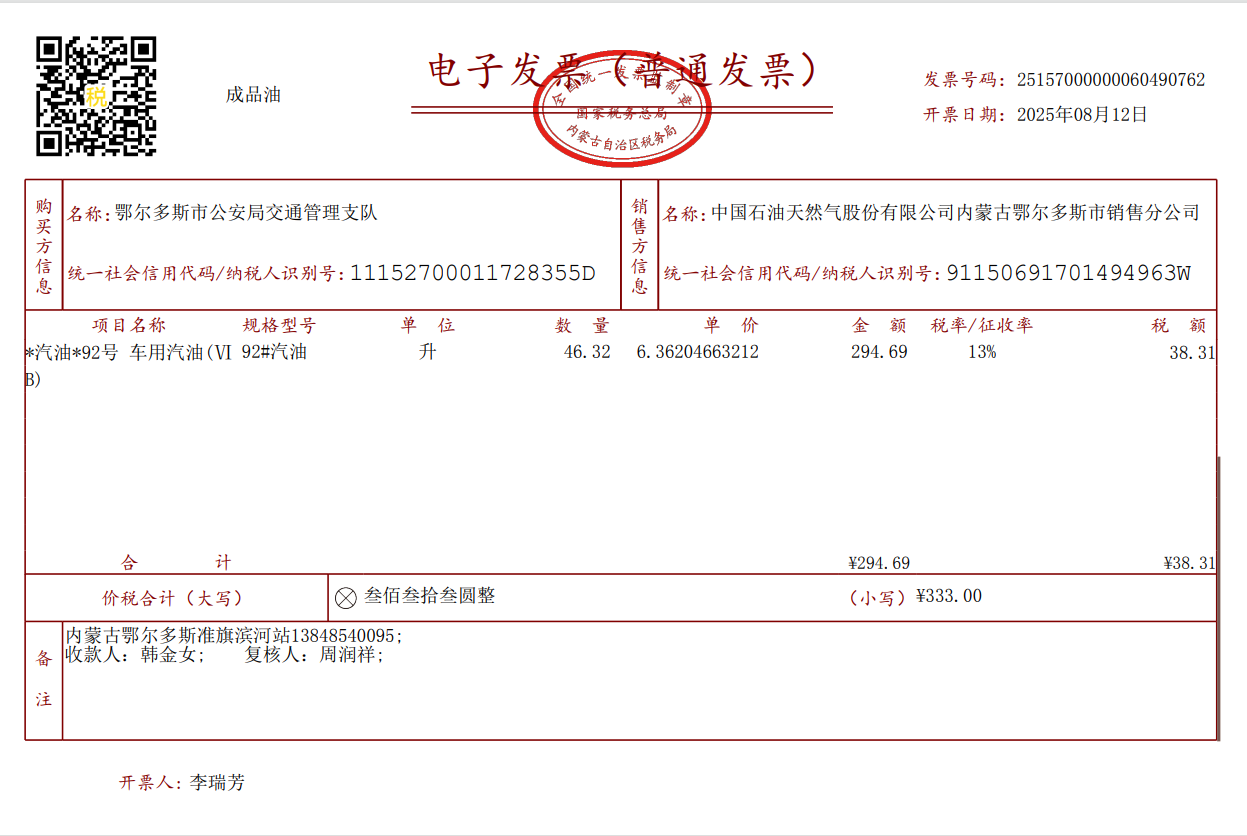 电子发票（普通发票）
税
成品油
全国统一发票监制章
国家税务总局
内蒙古自治区税务局
发票号码：25157000000060490762
开票日期：2025年08月12日
购买方信息
名称：鄂尔多斯市公安局交通管理支队
统一社会信用代码/纳税人识别号：11152700011728355D
销售方信息
名称：中国石油天然气股份有限公司内蒙古鄂尔多斯市销售分公司
统一社会信用代码/纳税人识别号：91150691701494963W
项目名称 规格型号 单 位 数 量 单 价 金 额 税率/征收率 税 额
*汽油*92号 车用汽油(VI 92#汽油 升 46.32 6.36204663212 294.69 13% 38.31
B)
合 计 ¥294.69 ¥38.31
价税合计（大写） ⊗ 叁佰叁拾叁圆整 （小写）¥333.00
备注
内蒙古鄂尔多斯准旗滨河站13848540095;
收款人：韩金女; 复核人：周润祥;
开票人：李瑞芳